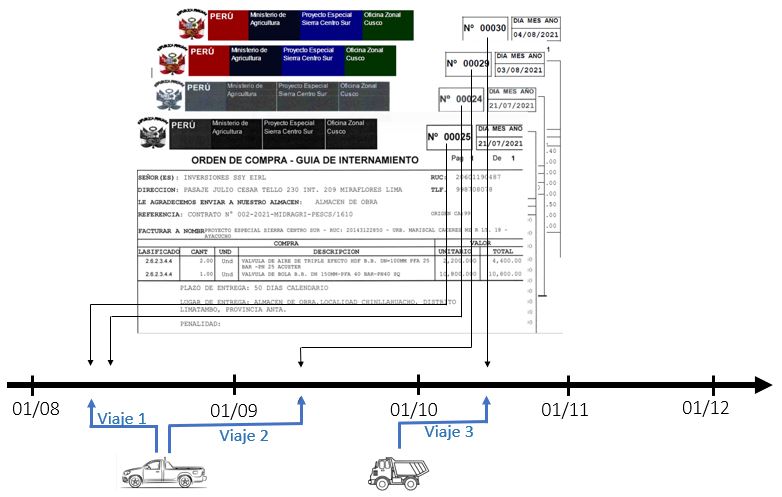 PERÚ Ministerio de Agricultura Proyecto Especial Sierra Centro Sur Oficina Zonal Cusco
Nº 00030 DIA MES AÑO 04/08/2021
PERÚ Ministerio de Agricultura Proyecto Especial Sierra Centro Sur Oficina Zonal Cusco
Nº 00029 DIA MES AÑO 03/08/2021
PERÚ Ministerio de Agricultura Proyecto Especial Sierra Centro Sur Oficina Zonal Cusco
Nº 00024 DIA MES AÑO 21/07/2021
PERÚ Ministerio de Agricultura Proyecto Especial Sierra Centro Sur Oficina Zonal Cusco
Nº 00025 DIA MES AÑO 21/07/2021
ORDEN DE COMPRA - GUIA DE INTERNAMIENTO Pag 1 De 1
SEÑOR(ES): INVERSIONES SSY EIRL RUC: 20601190487
DIRECCION: PASAJE JULIO CESAR TELLO 230 INT. 209 MIRAFLORES LIMA TLF. 998708078
LE AGRADECEMOS ENVIAR A NUESTRO ALMACEN: ALMACEN DE OBRA
REFERENCIA: CONTRATO N° 002-2021-MIDRAGRI-PESCS/1610
FACTURAR A NOMBRE PROYECTO ESPECIAL SIERRA CENTRO SUR - RUC: 20143122850 - URB. MARISCAL CACERES MZ R LT. 18 -
AYACUCHO
COMPRA VALOR
LASIFICADO CANT UND DESCRIPCION UNITARIO TOTAL
2.6.2.3.4.4 2.00 Und VALVULA DE AIRE DE TRIPLE EFECTO HDF B.B. DN=100MM PFA 25 2,200.000 4,400.00
BAR -PN 25 ACUSTER
2.6.2.3.4.4 1.00 Und VALVULA DE BOLA B.B. DN 150MM-PFA 40 BAR-PN40 SQ 10,800.000 10,800.00
PLAZO DE ENTREGA: 50 DIAS CALENDARIO
LUGAR DE ENTREGA: ALMACEN DE OBRA.LOCALIDAD CHINLLAHUACHO, DISTRITO
LIMATAMBO, PROVINCIA ANTA.
PENALIDAD:
01/08 01/09 01/10 01/11 01/12
Viaje 1
Viaje 2
Viaje 3